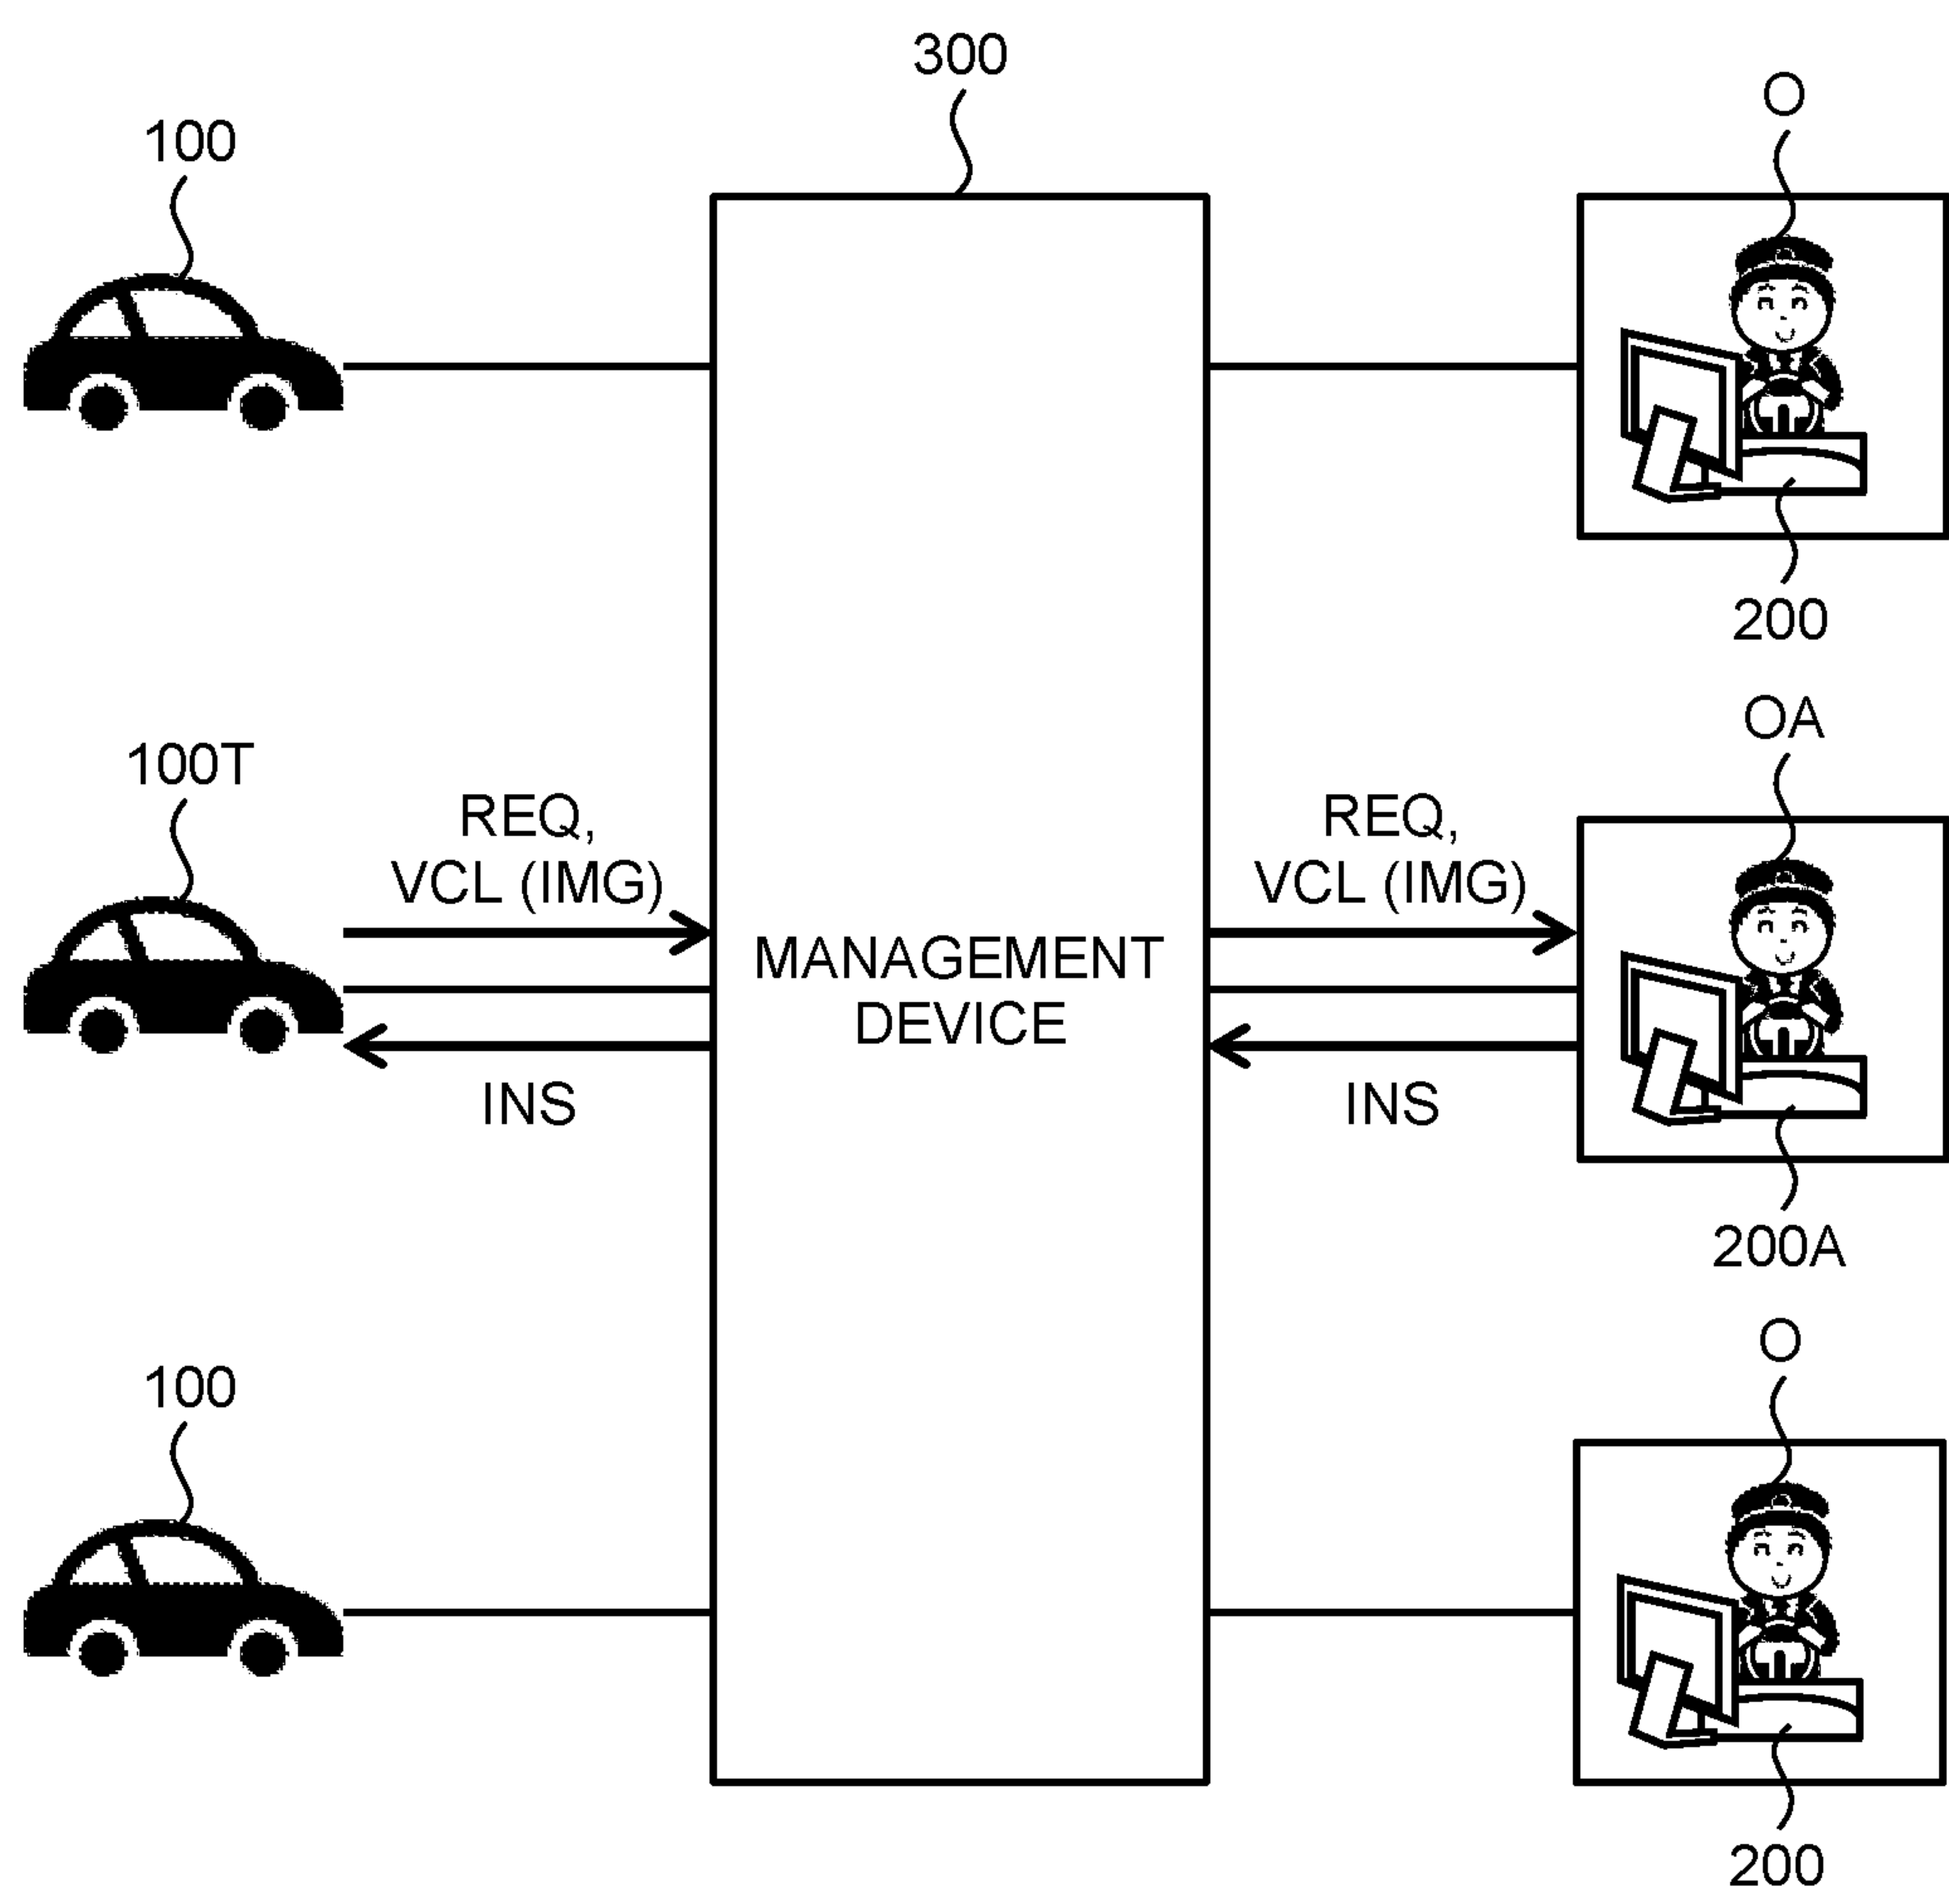 300
O
100
200
OA
100T
REQ,
VCL (IMG)
REQ,
VCL (IMG)
MANAGEMENT
DEVICE
INS
INS
200A
O
100
200